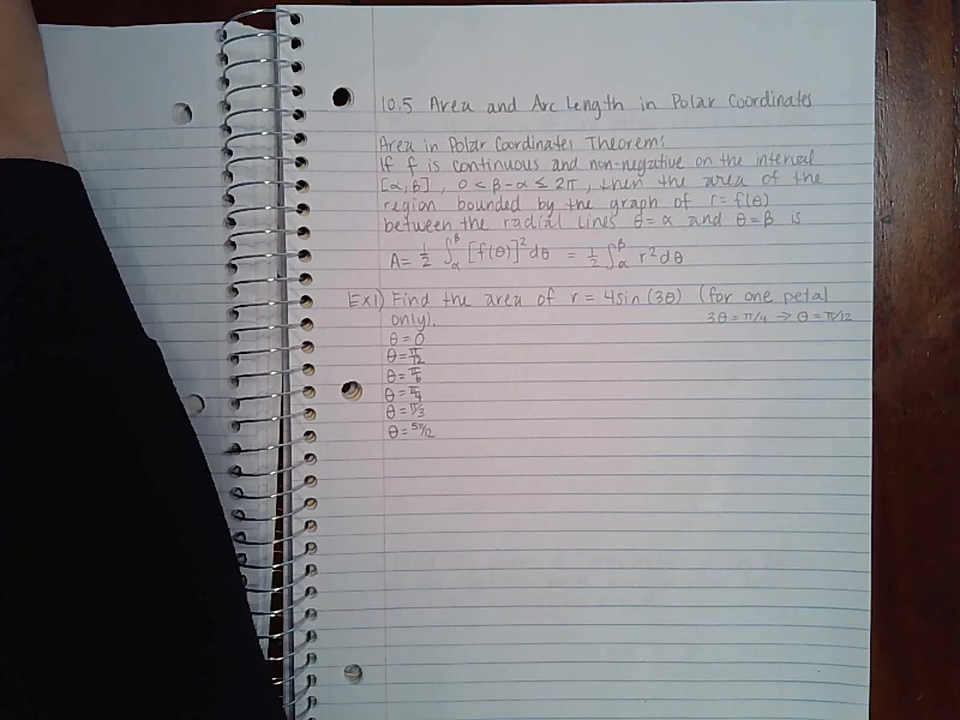 10.5 Area and Arc Length in Polar Coordinates
Area in Polar Coordinates Theorem:
If f is continuous and non-negative on the interval
[α,β], 0 < β-α ≤ 2π, then the area of the
region bounded by the graph of r = f(θ)
between the radial lines θ = α and θ = β is
A = 1/2 ∫_α^β [f(θ)]² dθ = 1/2 ∫_α^β r² dθ
Ex1) Find the area of r = 4sin(3θ) (for one petal
only). 3θ = π/4 → θ = π/12
θ = 0
θ = π/12
θ = π/6
θ = π/4
θ = π/3
θ = 5π/12